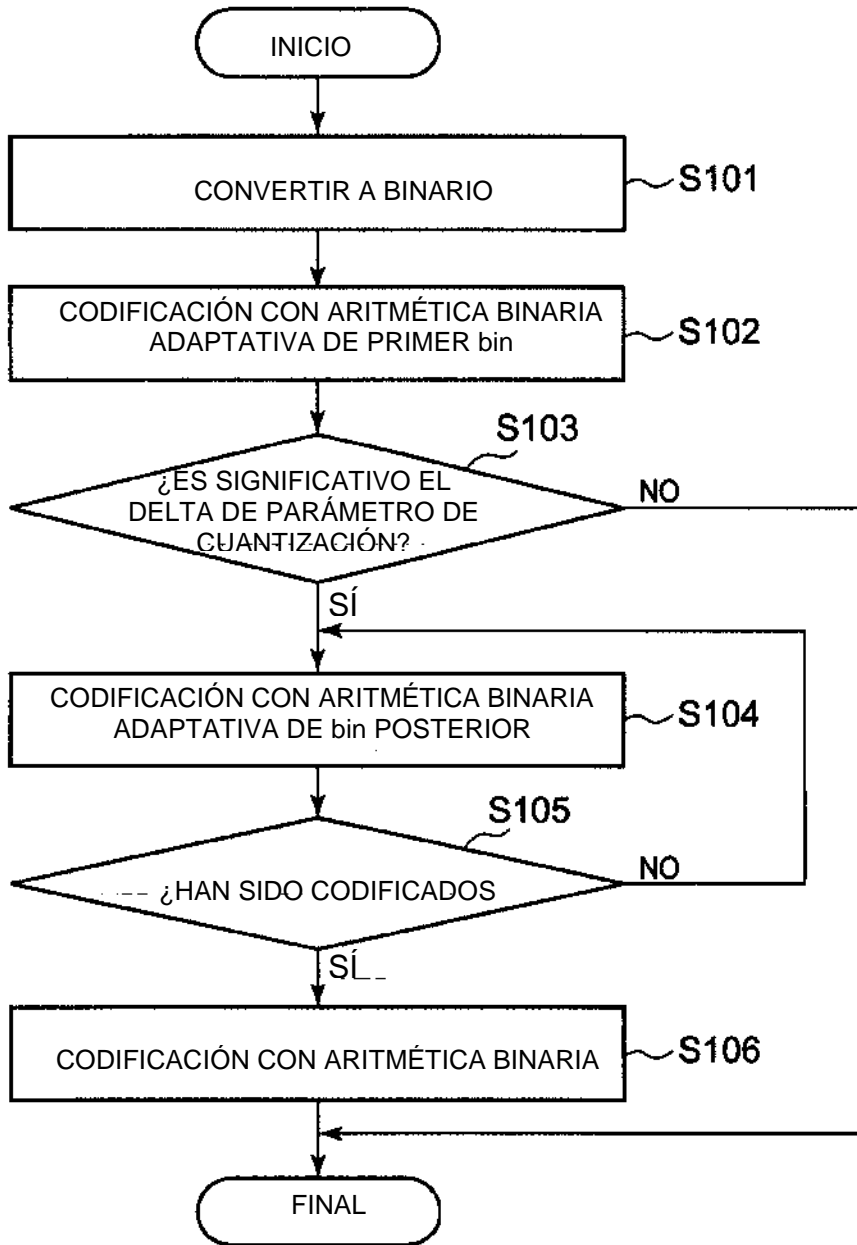 INICIO
CONVERTIR A BINARIO
S101
CODIFICACIÓN CON ARITMÉTICA BINARIA
ADAPTATIVA DE PRIMER bin
S102
S103
¿ES SIGNIFICATIVO EL
DELTA DE PARÁMETRO DE
CUANTIZACIÓN?
NO
SÍ
CODIFICACIÓN CON ARITMÉTICA BINARIA
ADAPTATIVA DE bin POSTERIOR
S104
S105
¿HAN SIDO CODIFICADOS
NO
SÍ
CODIFICACIÓN CON ARITMÉTICA BINARIA
S106
FINAL